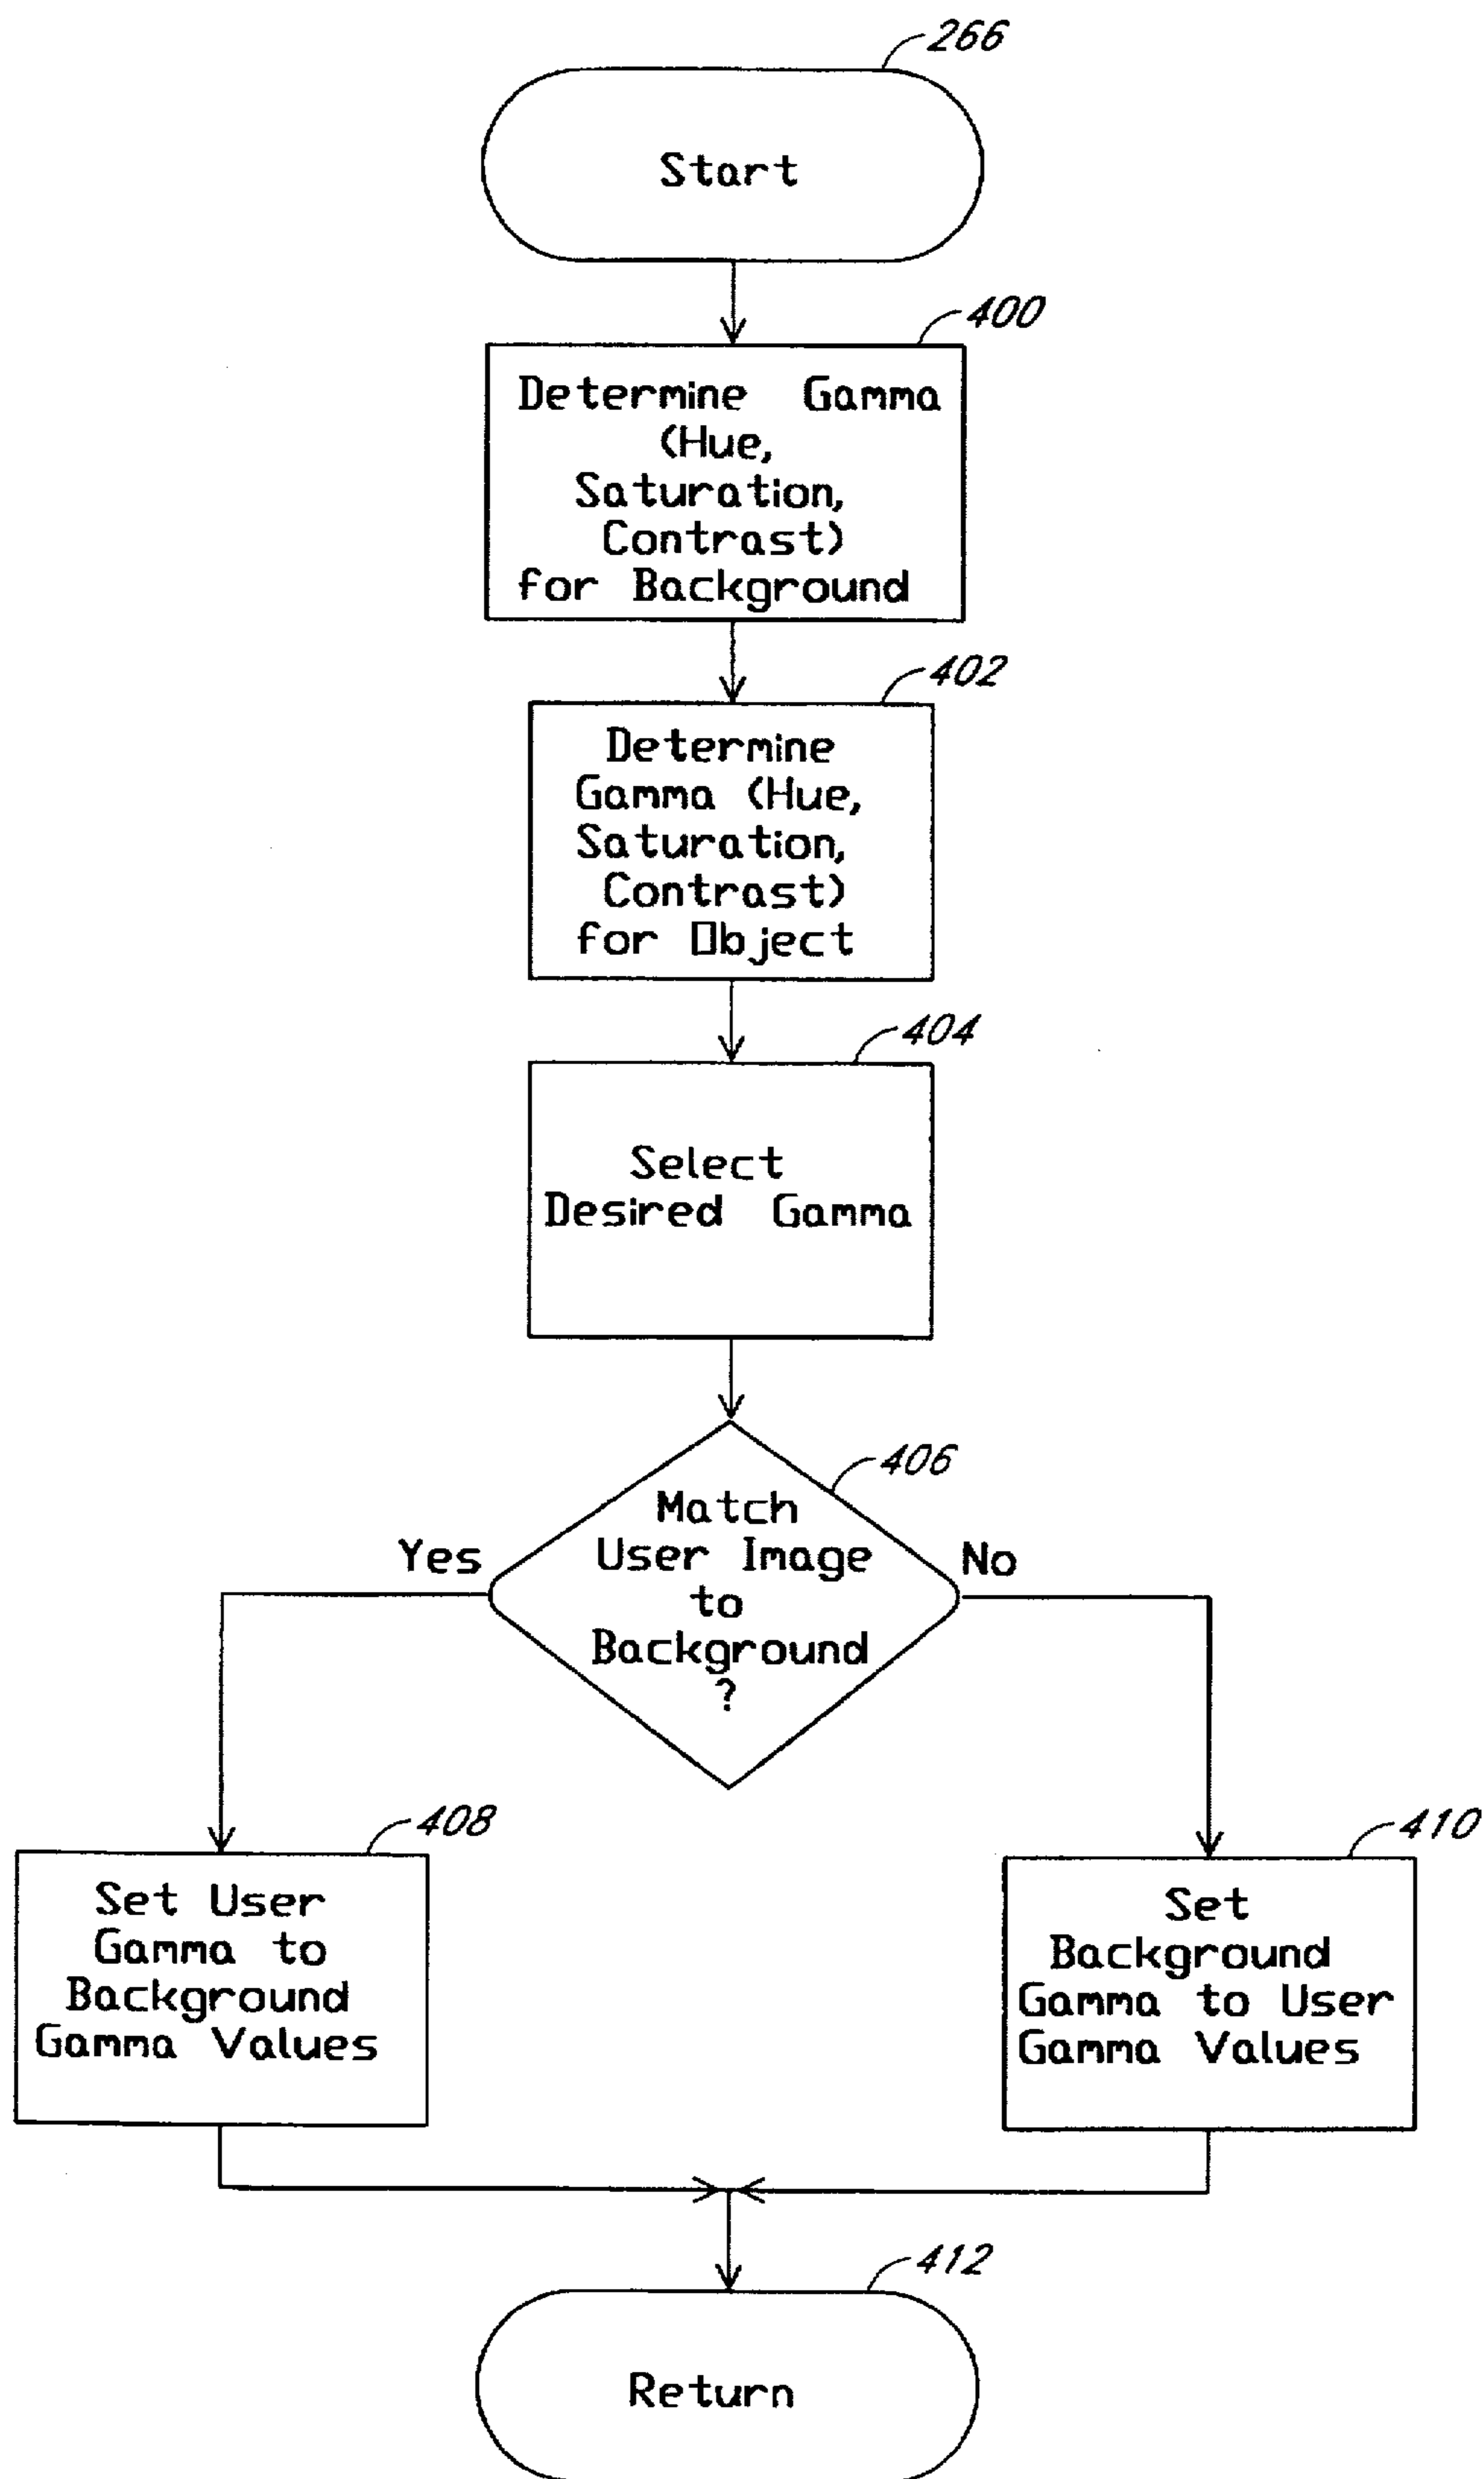 266
Start
400
Determine Gamma
(Hue,
Saturation,
Contrast)
for Background
402
Determine
Gamma (Hue,
Saturation,
Contrast)
for Object
404
Select
Desired Gamma
406
Match
User Image
to
Background
?
Yes
No
408
Set User
Gamma to
Background
Gamma Values
410
Set
Background
Gamma to User
Gamma Values
412
Return